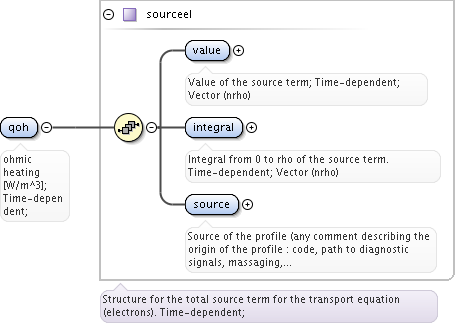 sourceel
value
Value of the source term; Time-dependent;
Vector (nrho)
qoh
integral
ohmic
heating
[W/m^3];
Time-depen
dent;
Integral from 0 to rho of the source term.
Time-dependent; Vector (nrho)
source
Source of the profile (any comment describing the
origin of the profile : code, path to diagnostic
signals, massaging,...
Structure for the total source term for the transport equation
(electrons). Time-dependent;